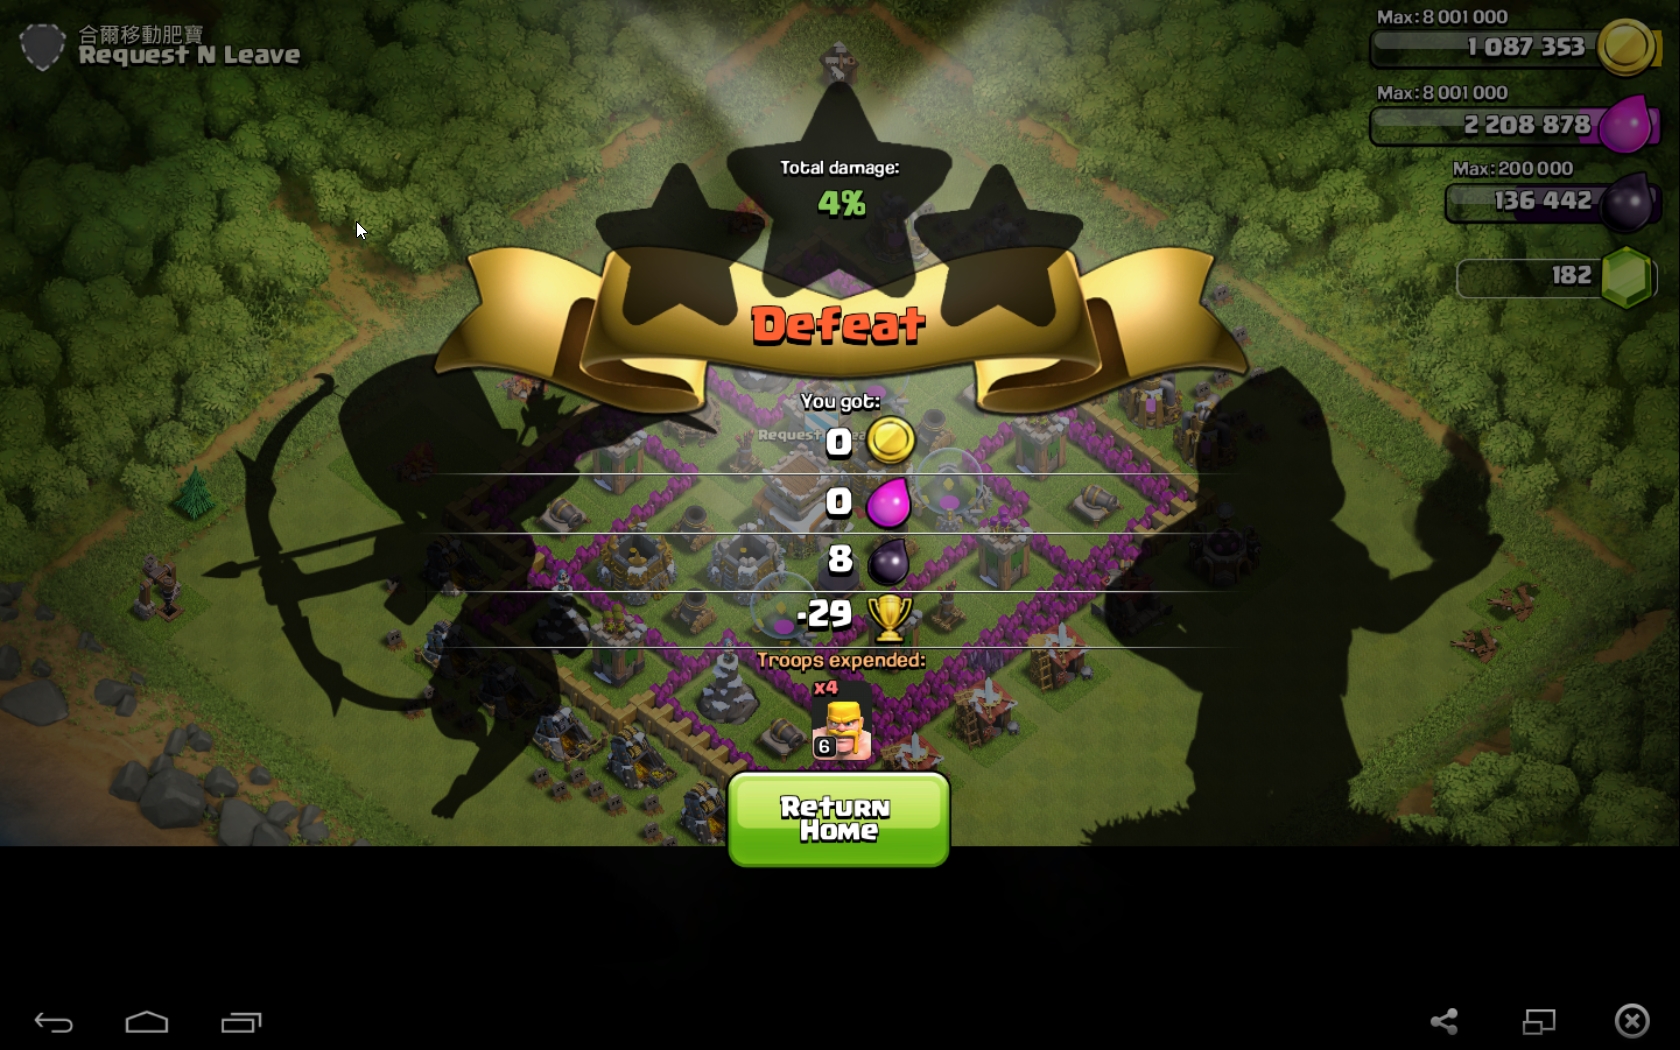 合爾移動肥寶
Request N Leave
Max: 8 001 000
1 087 353
Max: 8 001 000
2 208 878
Max: 200 000
136 442
182
Total damage:
4%
Defeat
You got:
0
0
8
-29
Troops expended:
x4
6
Return
Home